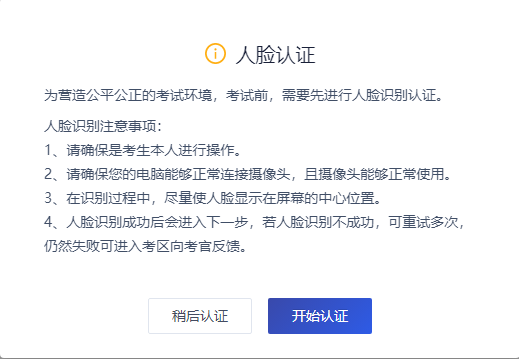 人脸认证
为营造公平公正的考试环境，考试前，需要先进行人脸识别认证。
人脸识别注意事项：
1、请确保是考生本人进行操作。
2、请确保您的电脑能够正常连接摄像头，且摄像头能够正常使用。
3、在识别过程中，尽量使人脸显示在屏幕的中心位置。
4、人脸识别成功后会进入下一步，若人脸识别不成功，可重试多次，
仍然失败可进入考区向考官反馈。
稍后认证
开始认证